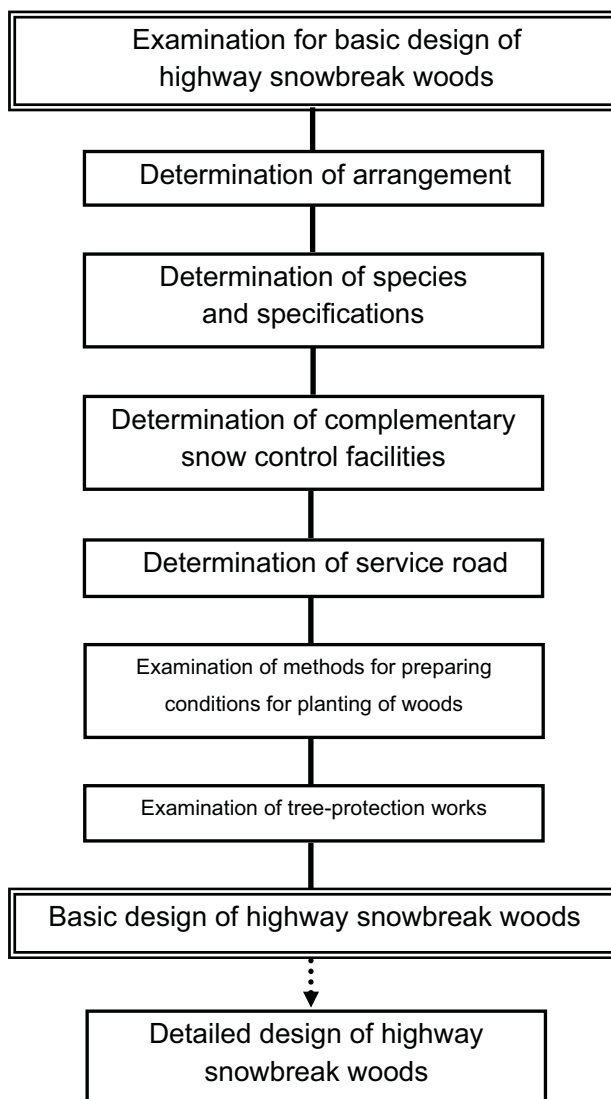 Examination for basic design of
highway snowbreak woods
Determination of arrangement
Determination of species
and specifications
Determination of complementary
snow control facilities
Determination of service road
Examination of methods for preparing
conditions for planting of woods
Examination of tree-protection works
Basic design of highway snowbreak woods
Detailed design of highway
snowbreak woods